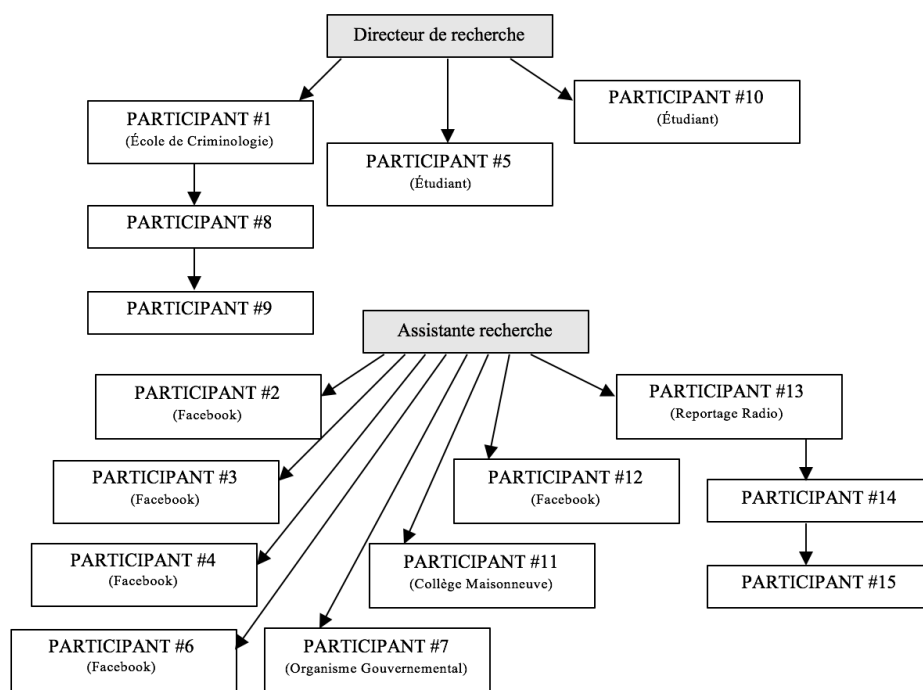 Directeur de recherche
PARTICIPANT #1
(École de Criminologie)
PARTICIPANT #5
(Étudiant)
PARTICIPANT #10
(Étudiant)
PARTICIPANT #8
PARTICIPANT #9
Assistante recherche
PARTICIPANT #2
(Facebook)
PARTICIPANT #13
(Reportage Radio)
PARTICIPANT #3
(Facebook)
PARTICIPANT #12
(Facebook)
PARTICIPANT #14
PARTICIPANT #4
(Facebook)
PARTICIPANT #11
(Collège Maisonneuve)
PARTICIPANT #15
PARTICIPANT #6
(Facebook)
PARTICIPANT #7
(Organisme Gouvernemental)